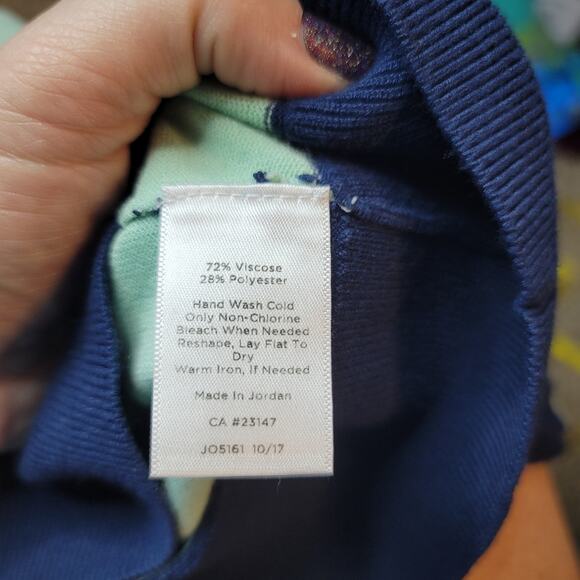 72% Viscose
28% Polyester
Hand Wash Cold
Only Non-Chlorine
Bleach When Needed
Reshape, Lay Flat To
Dry
Warm Iron, If Needed
Made In Jordan
CA #23147
JO5161 10/17